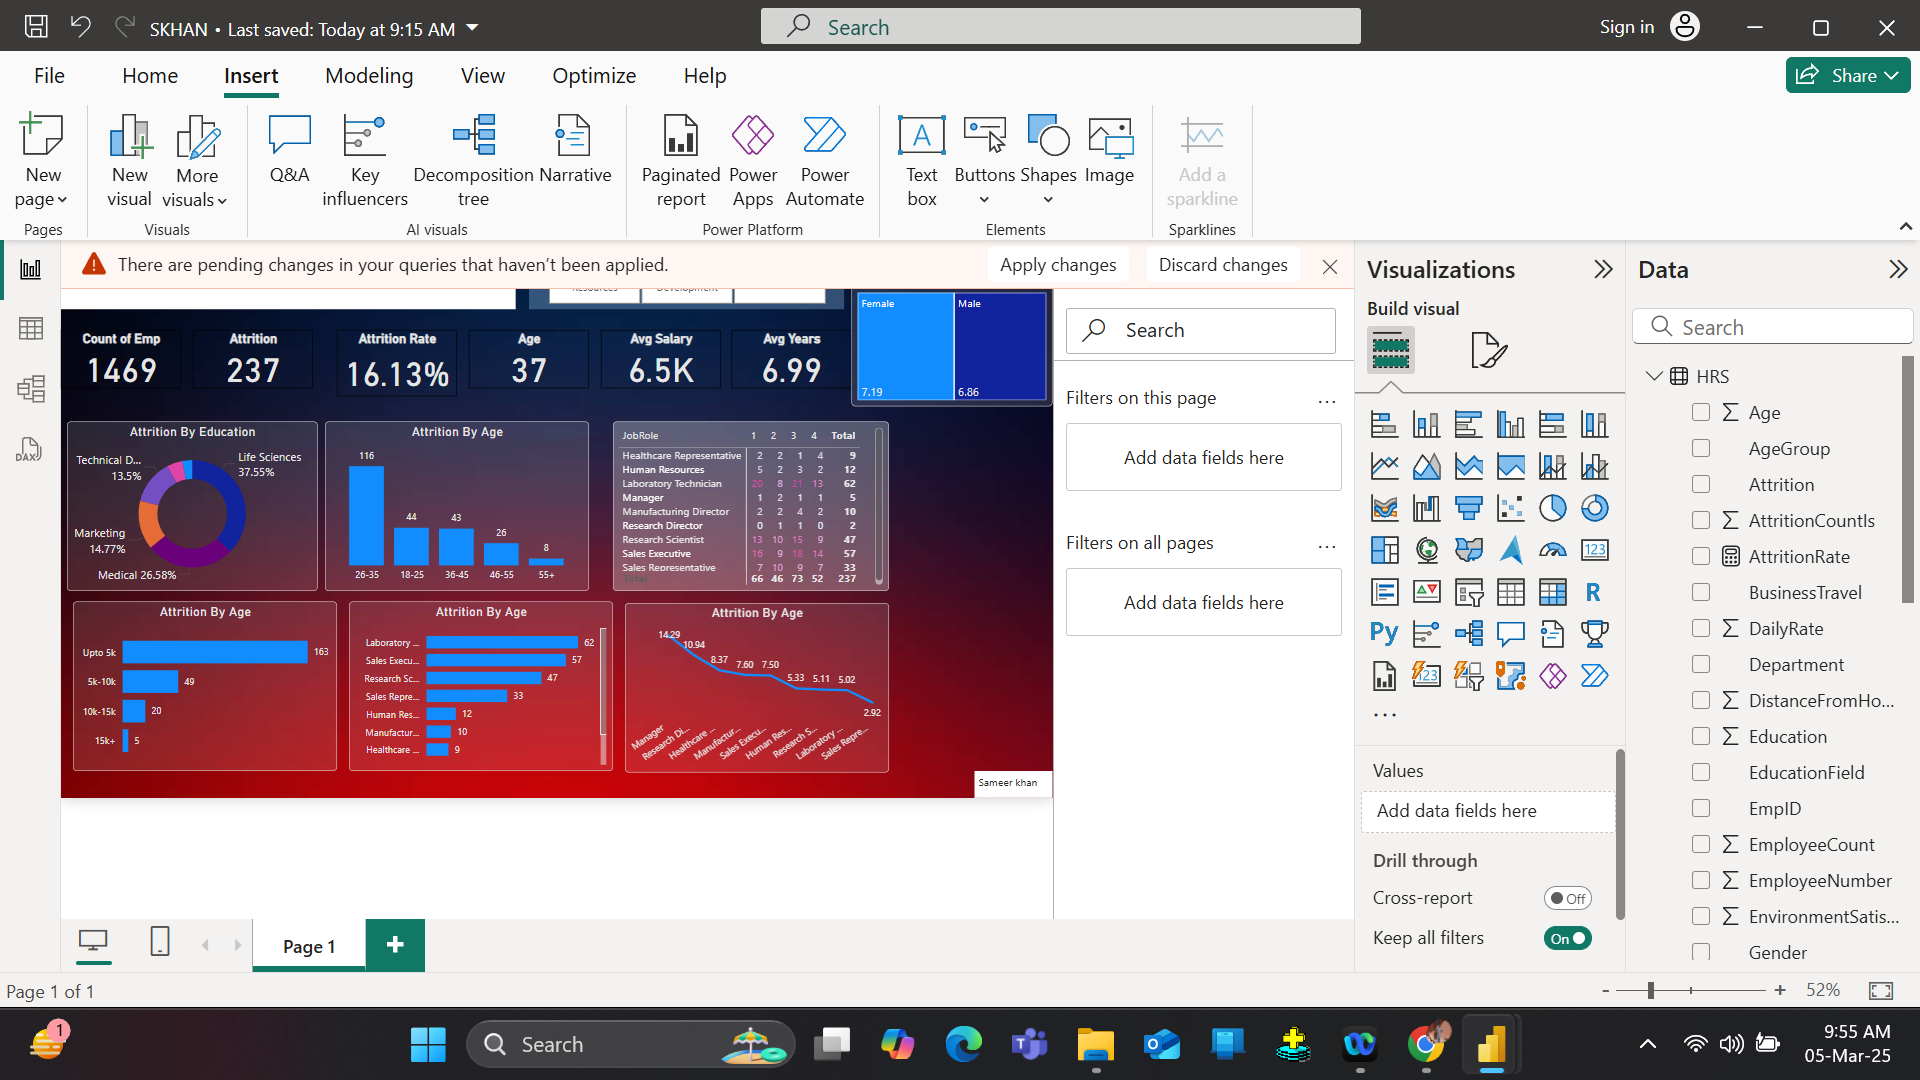 SKHAN • Last saved: Today at 9:15 AM
Search
Sign in
File Home Insert Modeling View Optimize Help
Share
New page
New visual
More visuals
Q&A
Key influencers
Decomposition tree
Narrative
Paginated report
Power Apps
Power Automate
Text box
Buttons
Shapes
Image
Add a sparkline
Pages
Visuals
AI visuals
Power Platform
Elements
Sparklines
There are pending changes in your queries that haven't been applied.
Apply changes
Discard changes
DAX
Count of Emp
1469
Attrition
237
Attrition Rate
16.13%
Age
37
Avg Salary
6.5K
Avg Years
6.99
Female
7.19
Male
6.86
Attrition By Education
Technical D...
13.5%
Life Sciences
37.55%
Marketing
14.77%
Medical 26.58%
Attrition By Age
116
44
43
26
8
26-35 18-25 36-45 46-55 55+
JobRole 1 2 3 4 Total
Healthcare Representative 2 2 1 4 9
Human Resources 5 2 3 2 12
Laboratory Technician 20 8 21 13 62
Manager 1 2 1 1 5
Manufacturing Director 2 2 4 2 10
Research Director 0 1 1 0 2
Research Scientist 13 10 15 9 47
Sales Executive 16 9 18 14 57
Sales Representative 7 10 9 7 33
Total 66 46 73 52 237
Attrition By Age
Upto 5k 163
5k-10k 49
10k-15k 20
15k+ 5
Attrition By Age
Laboratory ... 62
Sales Execu... 57
Research Sc... 47
Sales Repre... 33
Human Res... 12
Manufactur... 10
Healthcare ... 9
Attrition By Age
14.29
10.94
8.37
7.60
7.50
5.33
5.11
5.02
2.92
Manager
Research Di...
Healthcare ...
Manufactur...
Sales Execu...
Human Res...
Research S...
Laboratory ...
Sales Repre...
Sameer khan
Search
Filters on this page ...
Add data fields here
Filters on all pages ...
Add data fields here
Visualizations
Build visual
123
R
Py
123
...
Values
Add data fields here
Drill through
Cross-report
Off
Keep all filters
On
Data
Search
HRS
Age
AgeGroup
Attrition
AttritionCountIs
AttritionRate
BusinessTravel
DailyRate
Department
DistanceFromHo...
Education
EducationField
EmpID
EmployeeCount
EmployeeNumber
EnvironmentSatis...
Gender
Page 1
Page 1 of 1
- + 52%
1
Search
9:55 AM
05-Mar-25